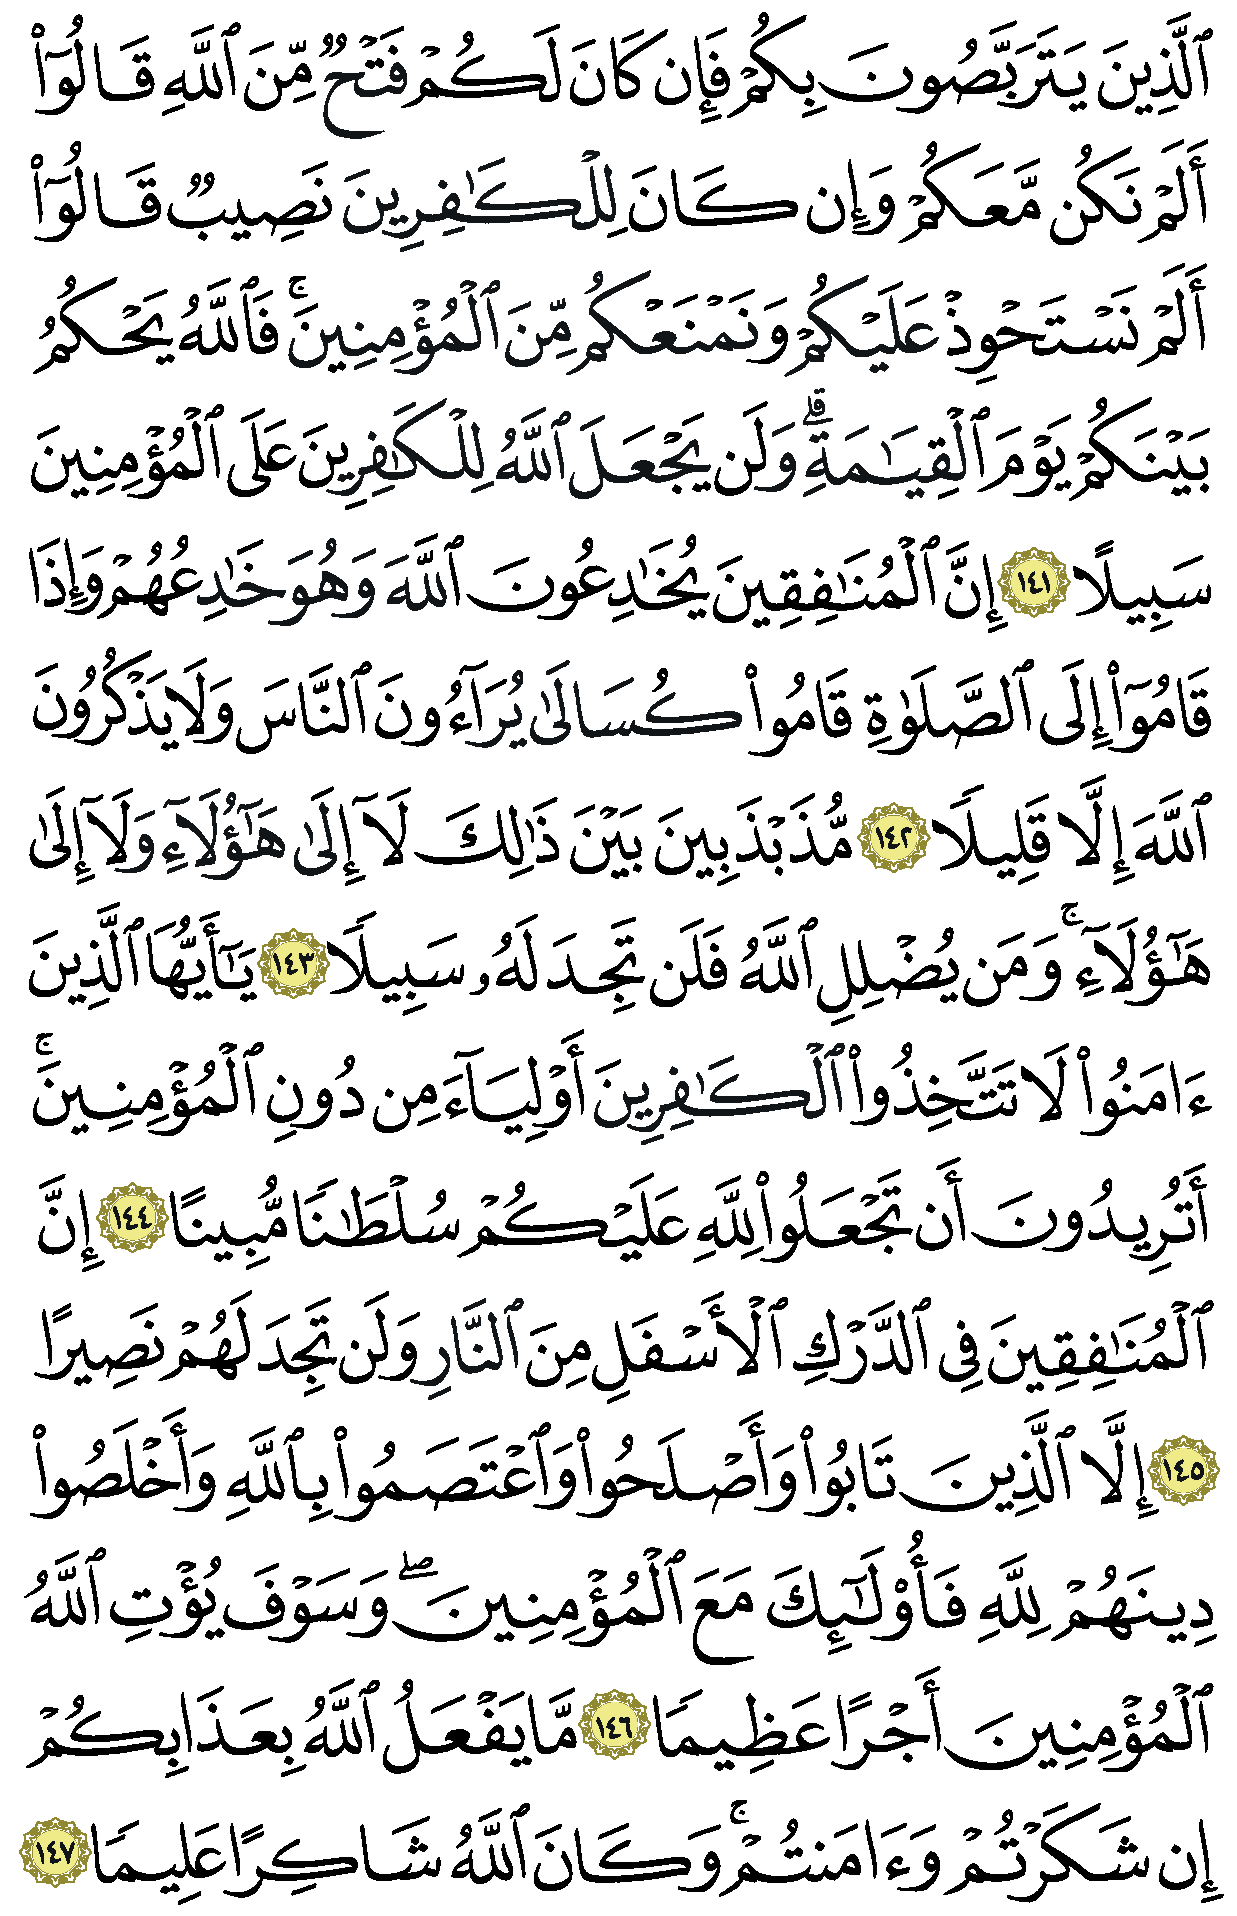 ٱلَّذِينَ يَتَرَبَّصُونَ بِكُمْ فَإِن كَانَ لَكُمْ فَتْحٌ مِّنَ ٱللَّهِ قَالُوٓا۟
أَلَمْ نَكُن مَّعَكُمْ وَإِن كَانَ لِلْكَـٰفِرِينَ نَصِيبٌ قَالُوٓا۟
أَلَمْ نَسْتَحْوِذْ عَلَيْكُمْ وَنَمْنَعْكُم مِّنَ ٱلْمُؤْمِنِينَ ۚ فَٱللَّهُ يَحْكُمُ
بَيْنَكُمْ يَوْمَ ٱلْقِيَـٰمَةِ ۗ وَلَن يَجْعَلَ ٱللَّهُ لِلْكَـٰفِرِينَ عَلَى ٱلْمُؤْمِنِينَ
سَبِيلًا ١٤١ إِنَّ ٱلْمُنَـٰفِقِينَ يُخَـٰدِعُونَ ٱللَّهَ وَهُوَ خَـٰدِعُهُمْ وَإِذَا
قَامُوٓا۟ إِلَى ٱلصَّلَوٰةِ قَامُوا۟ كُسَالَىٰ يُرَآءُونَ ٱلنَّاسَ وَلَا يَذْكُرُونَ
ٱللَّهَ إِلَّا قَلِيلًا ١٤٢ مُّذَبْذَبِينَ بَيْنَ ذَٰلِكَ لَآ إِلَىٰ هَـٰٓؤُلَآءِ وَلَآ إِلَىٰ
هَـٰٓؤُلَآءِ ۚ وَمَن يُضْلِلِ ٱللَّهُ فَلَن تَجِدَ لَهُۥ سَبِيلًا ١٤٣ يَـٰٓأَيُّهَا ٱلَّذِينَ
ءَامَنُوا۟ لَا تَتَّخِذُوا۟ ٱلْكَـٰفِرِينَ أَوْلِيَآءَ مِن دُونِ ٱلْمُؤْمِنِينَ ۚ
أَتُرِيدُونَ أَن تَجْعَلُوا۟ لِلَّهِ عَلَيْكُمْ سُلْطَـٰنًا مُّبِينًا ١٤٤ إِنَّ
ٱلْمُنَـٰفِقِينَ فِى ٱلدَّرْكِ ٱلْأَسْفَلِ مِنَ ٱلنَّارِ وَلَن تَجِدَ لَهُمْ نَصِيرًا
١٤٥ إِلَّا ٱلَّذِينَ تَابُوا۟ وَأَصْلَحُوا۟ وَٱعْتَصَمُوا۟ بِٱللَّهِ وَأَخْلَصُوا۟
دِينَهُمْ لِلَّهِ فَأُو۟لَـٰٓئِكَ مَعَ ٱلْمُؤْمِنِينَ ۖ وَسَوْفَ يُؤْتِ ٱللَّهُ
ٱلْمُؤْمِنِينَ أَجْرًا عَظِيمًا ١٤٦ مَّا يَفْعَلُ ٱللَّهُ بِعَذَابِكُمْ
إِن شَكَرْتُمْ وَءَامَنتُمْ ۚ وَكَانَ ٱللَّهُ شَاكِرًا عَلِيمًا ١٤٧